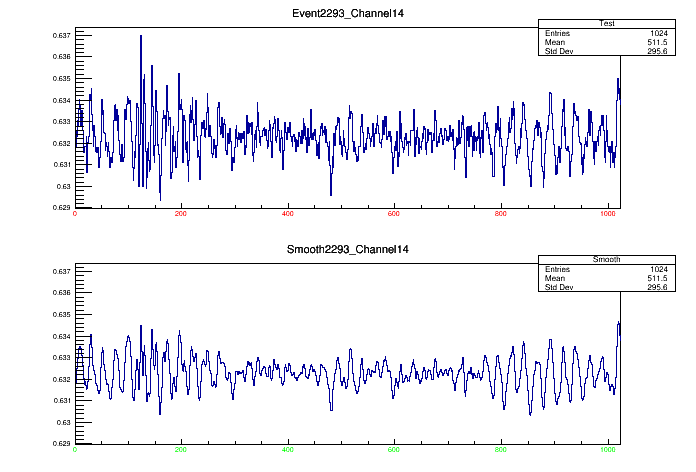 Event2293_Channel14
Test
Entries 1024
Mean 511.5
Std Dev 295.6
0.637
0.636
0.635
0.634
0.633
0.632
0.631
0.63
0.629
0 200 400 600 800 1000
Smooth2293_Channel14
Smooth
Entries 1024
Mean 511.5
Std Dev 295.6
0.637
0.636
0.635
0.634
0.633
0.632
0.631
0.63
0.629
0 200 400 600 800 1000